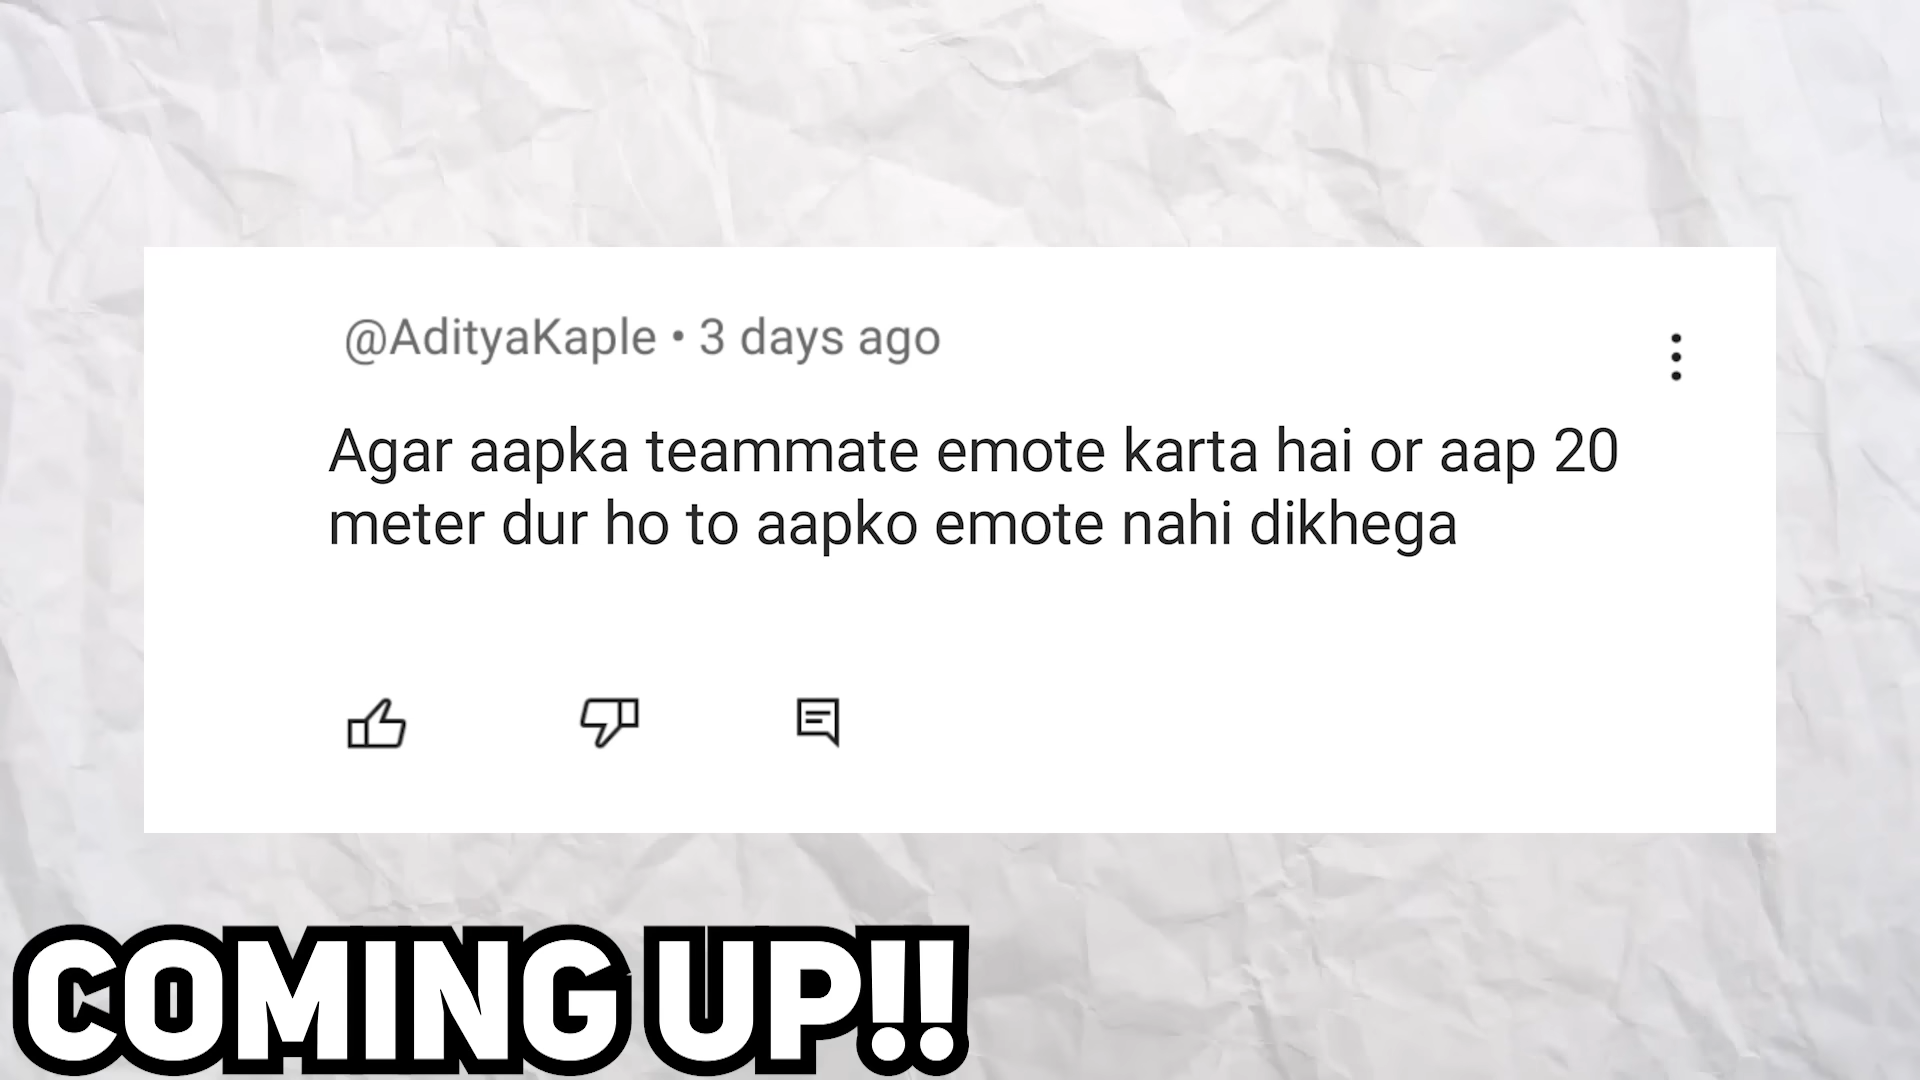 @AdityaKaple • 3 days ago
Agar aapka teammate emote karta hai or aap 20
meter dur ho to aapko emote nahi dikhega
COMING UP!!